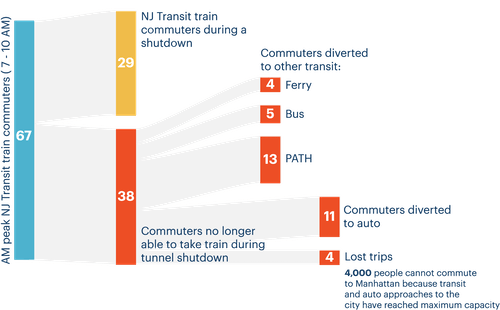 AM peak NJ Transit train commuters (7 - 10 AM)
67
NJ Transit train
commuters during a
shutdown
29
38
Commuters no longer
able to take train during
tunnel shutdown
Commuters diverted
to other transit:
4 Ferry
5 Bus
13 PATH
11 Commuters diverted
to auto
4 Lost trips
4,000 people cannot commute
to Manhattan because transit
and auto approaches to the
city have reached maximum capacity